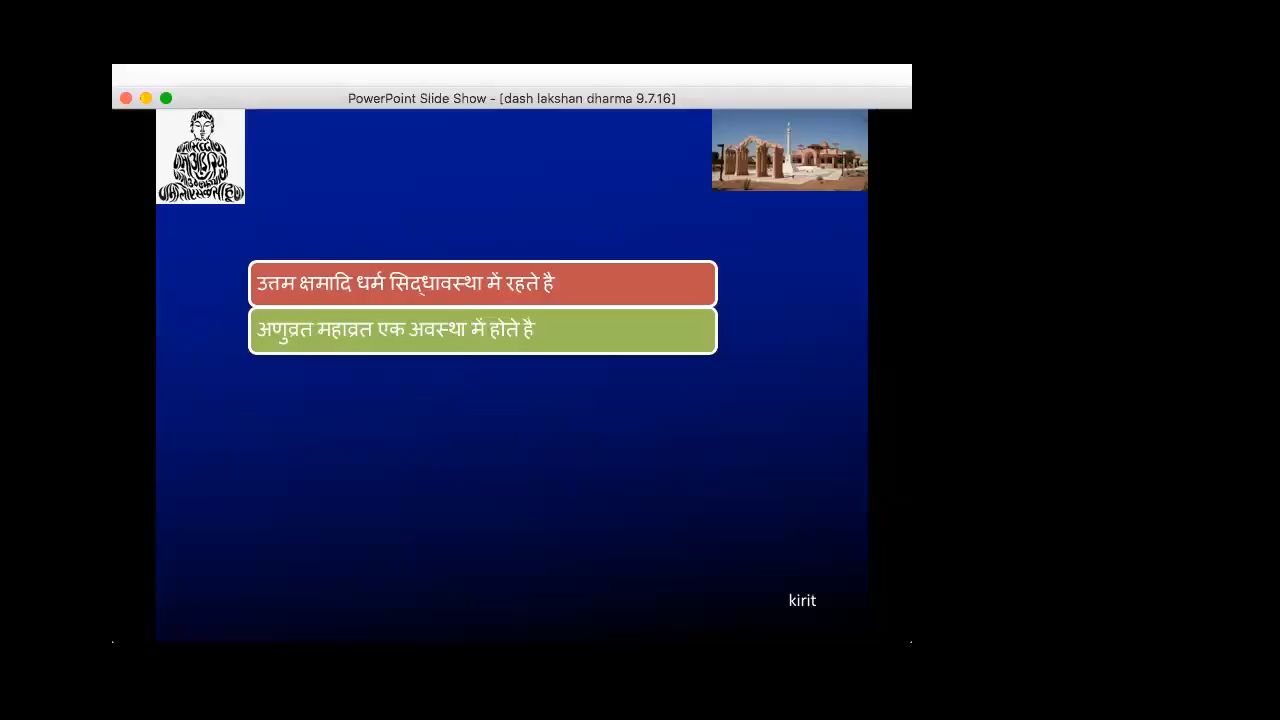 PowerPoint Slide Show - [dash lakshan dharma 9.7.16]
उत्तम क्षमादि धर्म सिद्धावस्था में रहते है
अणुव्रत महाव्रत एक अवस्था में होते है
kirit